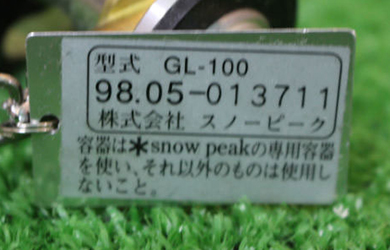 型式 GL-100
98.05-013711
株式会社 スノーピーク
容器は*snow peakの専用容器
を使い、それ以外のものは使用し
ないこと。